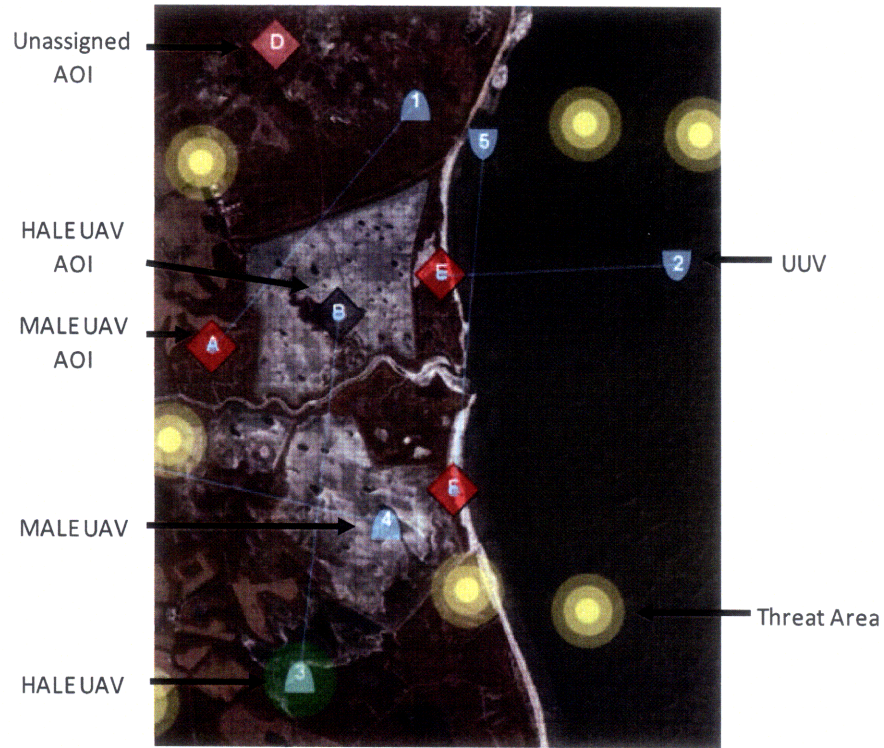 Unassigned
AOI
D
1
5
HALE UAV
AOI
E
2
UUV
B
MALE UAV
AOI
A
MALE UAV
4
Threat Area
HALE UAV
3